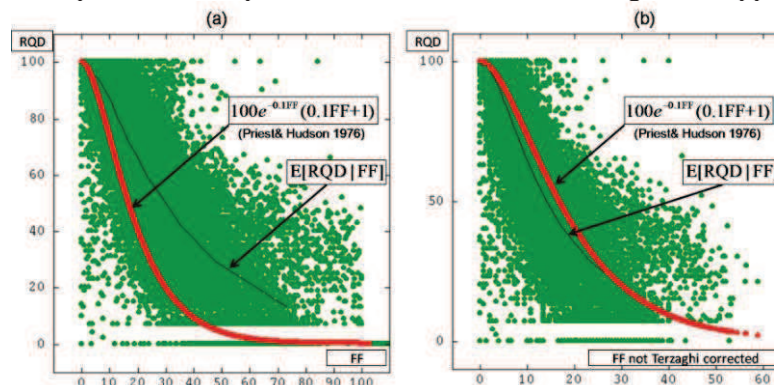 (a)
RQD
100
80
60
40
20
0
100e^{-0.1FF}(0.1FF+1)
(Priest& Hudson 1976)
E[RQD|FF]
FF
0 10 20 30 40 50 60 70 80 90 100
(b)
RQD
100
50
0
100e^{-0.1FF}(0.1FF+1)
(Priest& Hudson 1976)
E[RQD|FF
FF not Terzaghi corrected
0 10 20 30 40 50 60